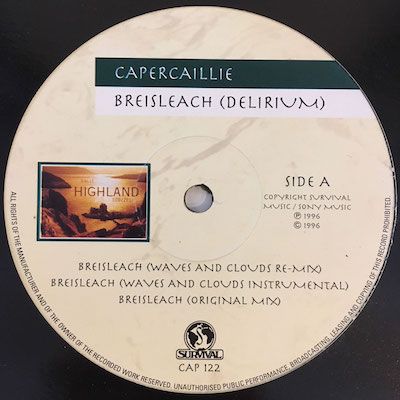 CAPERCAILLIE
BREISLEACH (DELIRIUM)
HIGHLAND
SIDE A
COPYRIGHT SURVIVAL
MUSIC / SONY MUSIC
℗ 1996
© 1996
BREISLEACH (WAVES AND CLOUDS RE-MIX)
BREISLEACH (WAVES AND CLOUDS INSTRUMENTAL)
BREISLEACH (ORIGINAL MIX)
SURVIVAL
CAP 122
ALL RIGHTS OF THE MANUFACTURER AND OF THE OWNER OF THE RECORDED WORK RESERVED. UNAUTHORISED PUBLIC PERFORMANCE, BROADCASTING, LEASING AND COPYING OF THIS RECORD PROHIBITED.